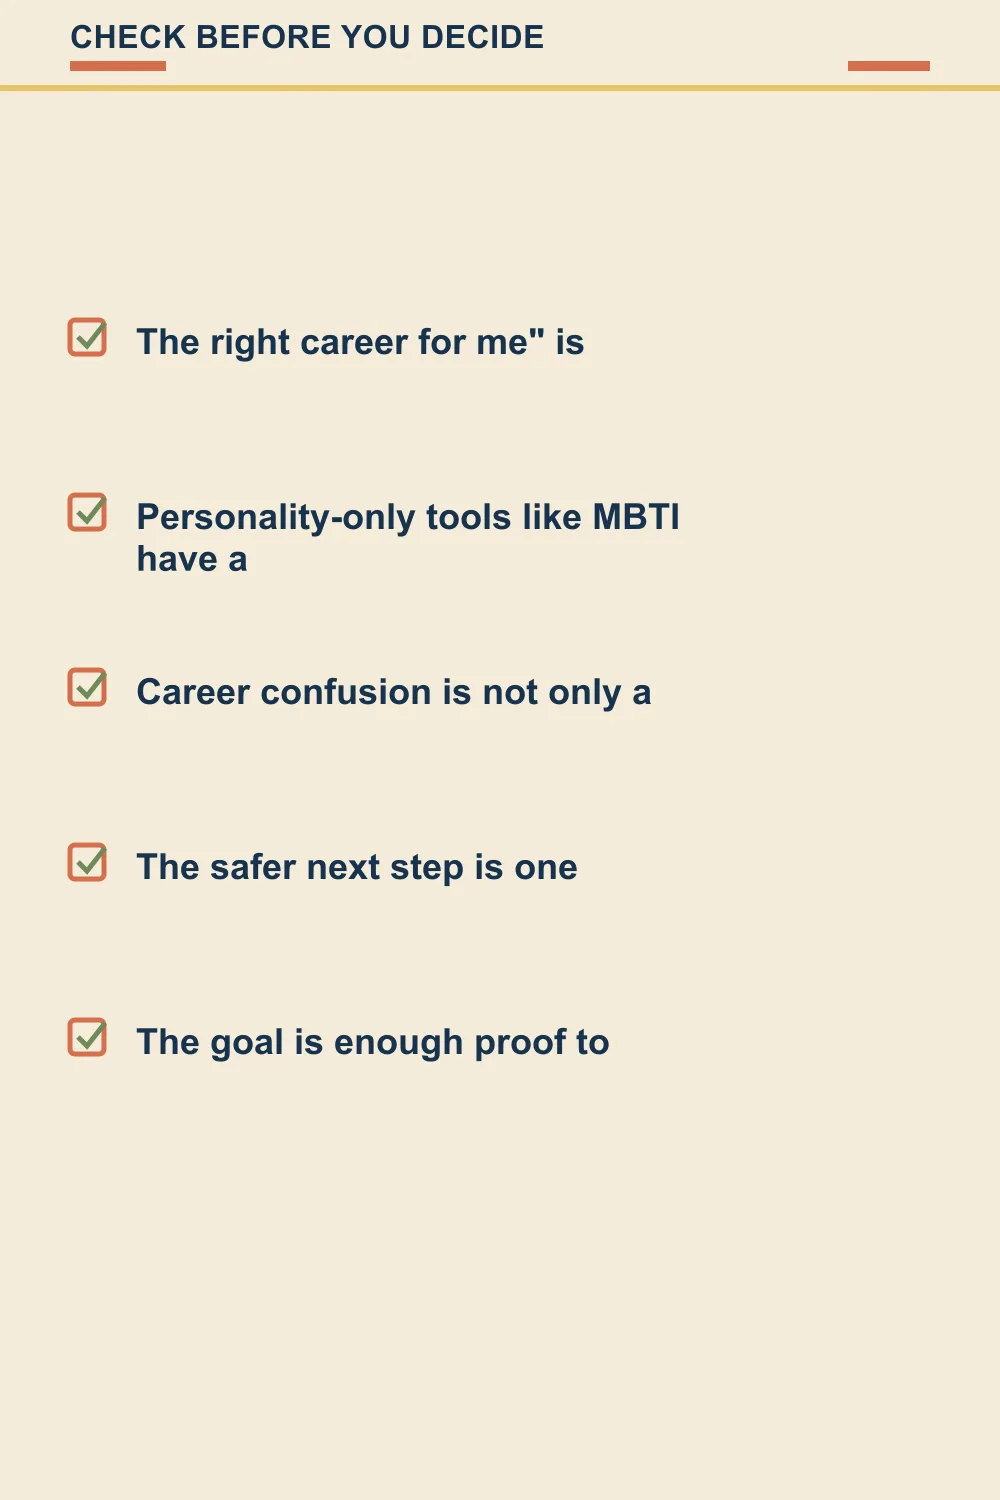 CHECK BEFORE YOU DECIDE
The right career for me" is
Personality-only tools like MBTI
have a
Career confusion is not only a
The safer next step is one
The goal is enough proof to